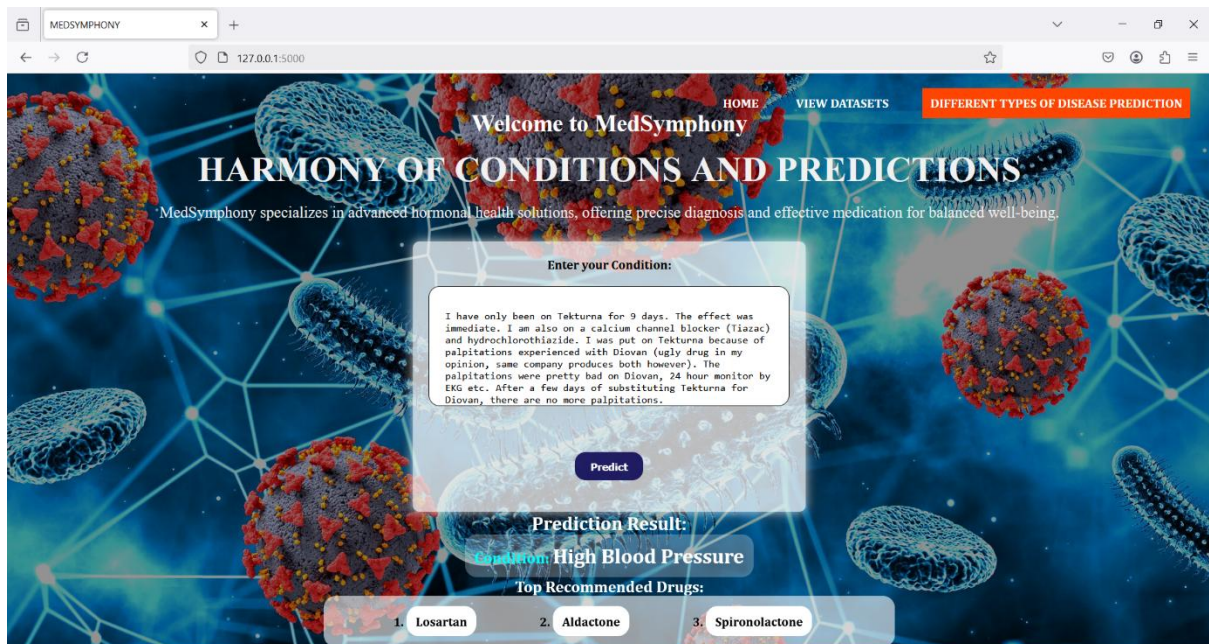 MEDSYMPHONY
127.0.0.1:5000
HOME VIEW DATASETS DIFFERENT TYPES OF DISEASE PREDICTION
Welcome to MedSymphony
HARMONY OF CONDITIONS AND PREDICTIONS
MedSymphony specializes in advanced hormonal health solutions, offering precise diagnosis and effective medication for balanced well-being.
Enter your Condition:
I have only been on Tekturna for 9 days. The effect was
immediate. I am also on a calcium channel blocker (Tiazac)
and hydrochlorothiazide. I was put on Tekturna because of
palpitations experienced with Diovan (ugly drug in my
opinion, same company produces both however). The
palpitations were pretty bad on Diovan, 24 hour monitor by
EKG etc. After a few days of substituting Tekturna for
Diovan, there are no more palpitations.
Predict
Prediction Result:
Condition: High Blood Pressure
Top Recommended Drugs:
1. Losartan 2. Aldactone 3. Spironolactone